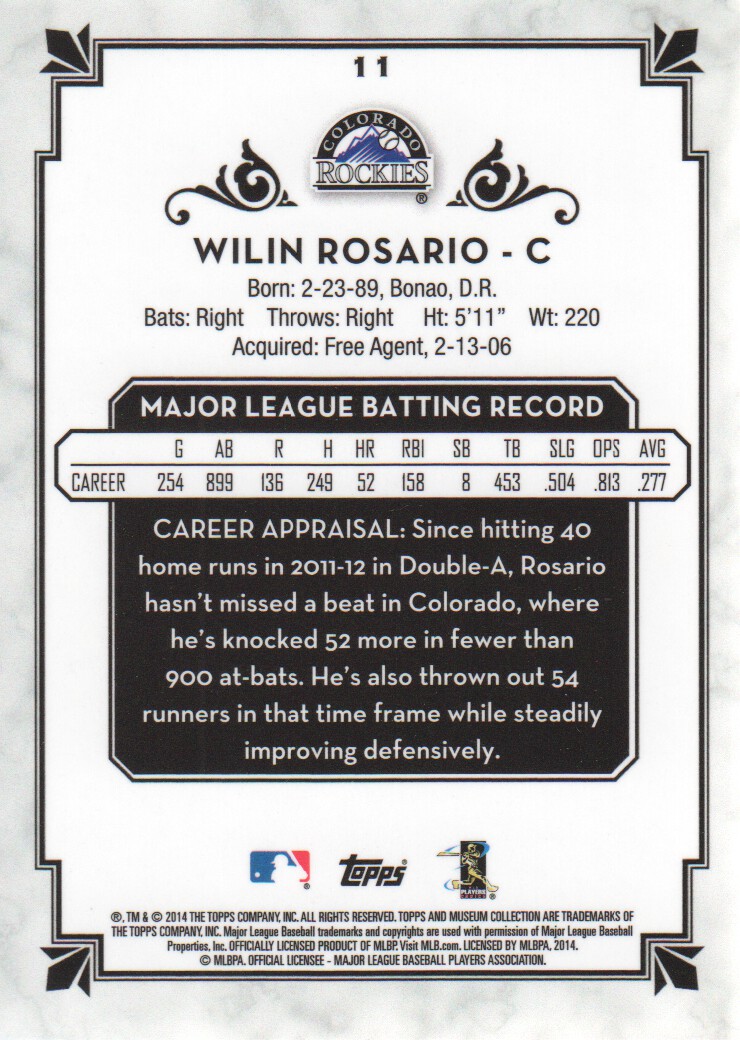 11
COLORADO
ROCKIES
®
WILIN ROSARIO - C
Born: 2-23-89, Bonao, D.R.
Bats: Right Throws: Right Ht: 5'11” Wt: 220
Acquired: Free Agent, 2-13-06
MAJOR LEAGUE BATTING RECORD
G AB R H HR RBI SB TB SLG OPS AVG
CAREER 254 899 136 249 52 158 8 453 .504 .813 .277
CAREER APPRAISAL: Since hitting 40
home runs in 2011-12 in Double-A, Rosario
hasn't missed a beat in Colorado, where
he's knocked 52 more in fewer than
900 at-bats. He's also thrown out 54
runners in that time frame while steadily
improving defensively.
® topps ® PLAYERS ®
®, TM & © 2014 THE TOPPS COMPANY, INC. ALL RIGHTS RESERVED. TOPPS AND MUSEUM COLLECTION ARE TRADEMARKS OF
THE TOPPS COMPANY, INC. Major League Baseball trademarks and copyrights are used with permission of Major League Baseball
Properties, Inc. OFFICIALLY LICENSED PRODUCT OF MLBP. Visit MLB.com. LICENSED BY MLBPA, 2014.
© MLBPA. OFFICIAL LICENSEE - MAJOR LEAGUE BASEBALL PLAYERS ASSOCIATION.